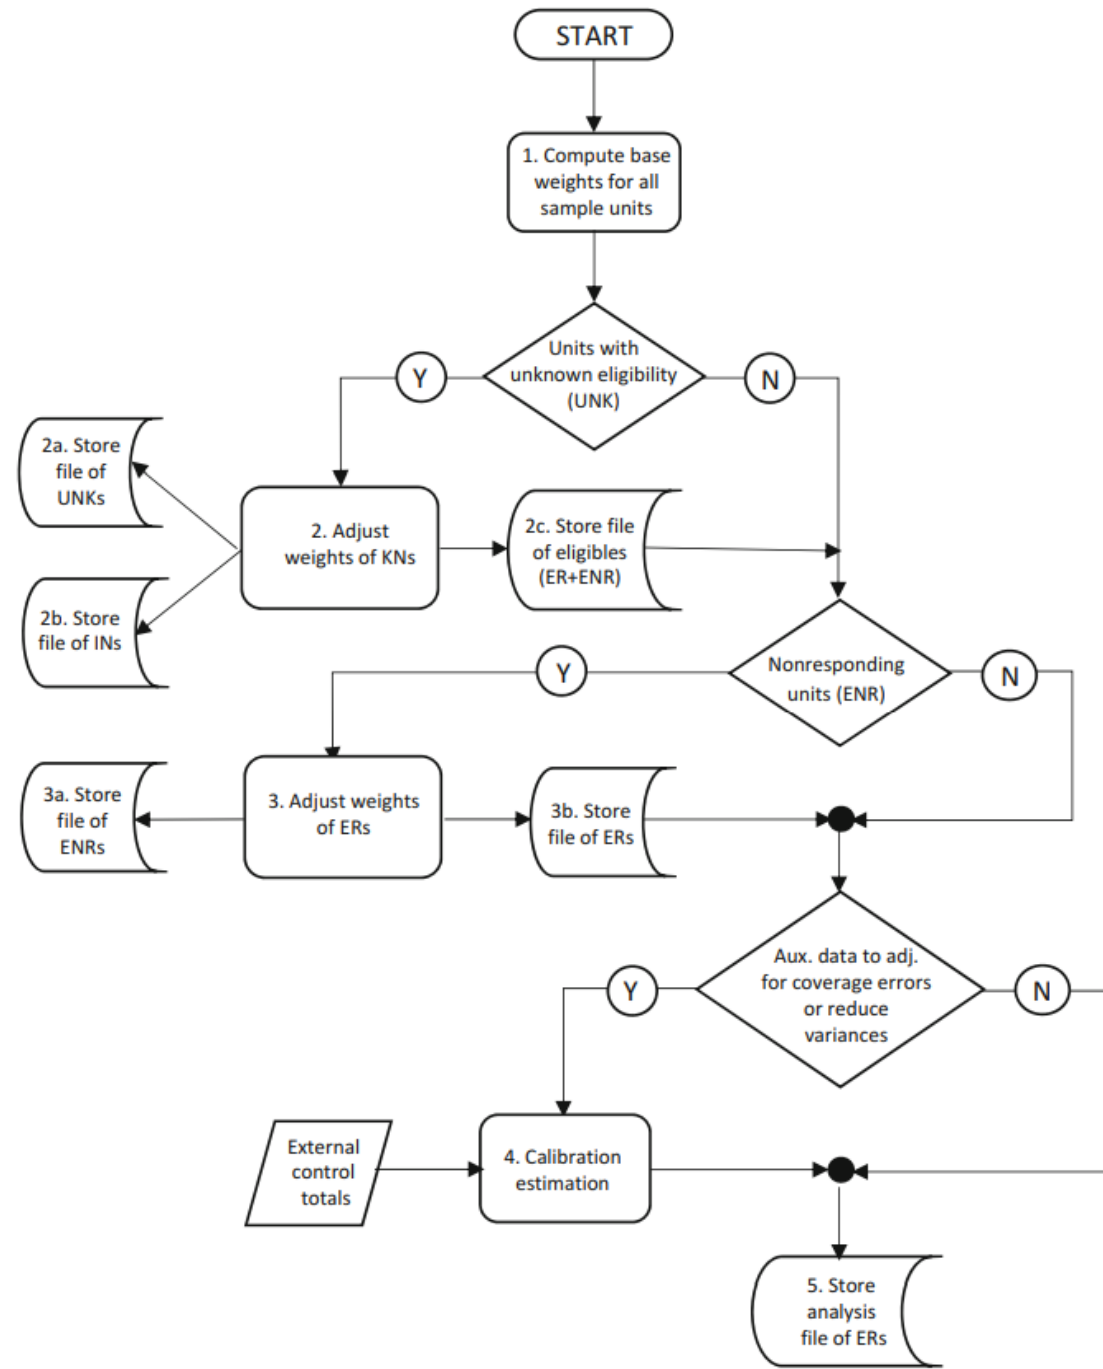 START
1. Compute base
weights for all
sample units
Units with
unknown eligibility
(UNK)
Y
N
2a. Store
file of
UNKs
2. Adjust
weights of KNs
2c. Store file
of eligibles
(ER+ENR)
2b. Store
file of INs
Nonresponding
units (ENR)
Y
N
3a. Store
file of
ENRs
3. Adjust weights
of ERs
3b. Store
file of ERs
Aux. data to adj.
for coverage errors
or reduce
variances
Y
N
External
control
totals
4. Calibration
estimation
5. Store
analysis
file of ERs